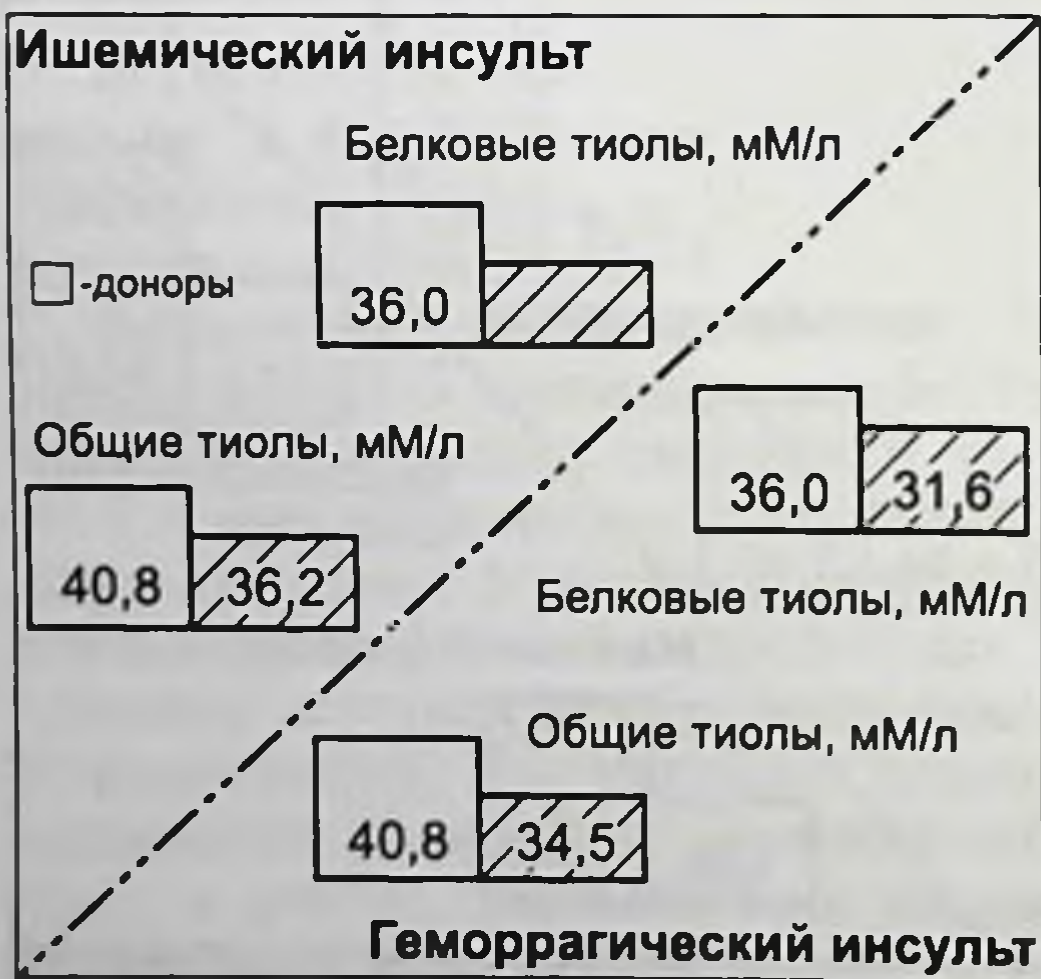 Ишемический инсульт
Белковые тиолы, мМ/л
-доноры
36,0
Общие тиолы, мМ/л
36,0 31,6
40,8 36,2
Белковые тиолы, мМ/л
Общие тиолы, мМ/л
40,8 34,5
Геморрагический инсульт